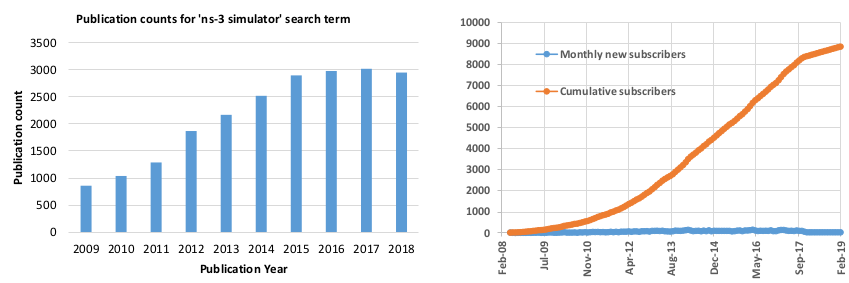 Publication counts for 'ns-3 simulator' search term
3500
3000
2500
2000
1500
1000
500
0
Publication count
2009 2010 2011 2012 2013 2014 2015 2016 2017 2018
Publication Year
10000
9000
8000
7000
6000
5000
4000
3000
2000
1000
0
Monthly new subscribers
Cumulative subscribers
Feb-08
Jul-09
Nov-10
Apr-12
Aug-13
Dec-14
May-16
Sep-17
Feb-19